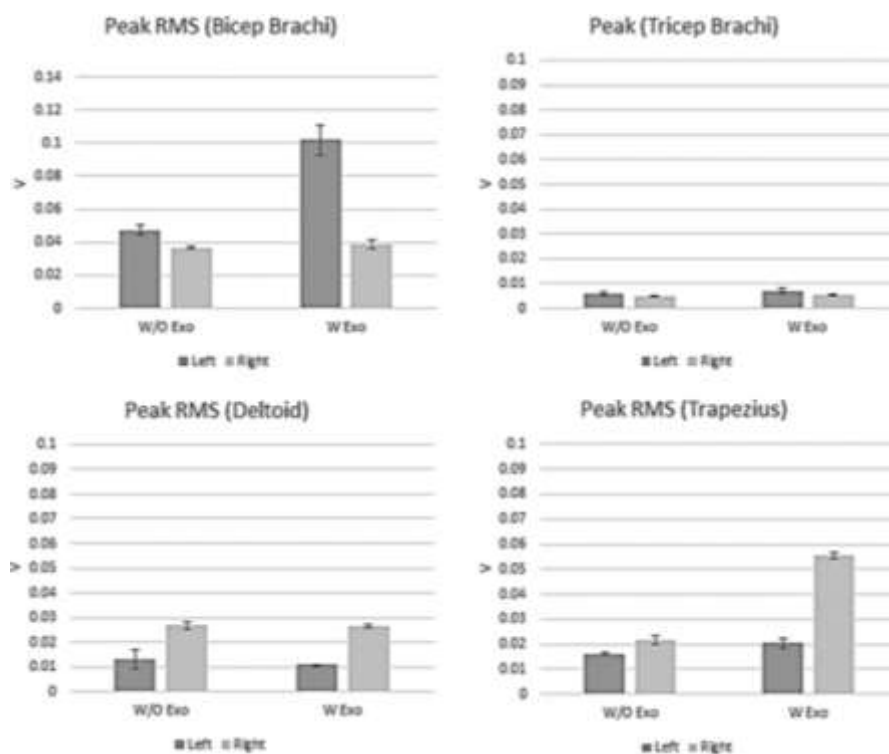 Peak RMS (Bicep Brachi)
0.14
0.12
0.1
0.08
0.06
0.04
0.02
0
V
W/O Exo W Exo
Left Right
Peak (Tricep Brachi)
0.1
0.09
0.08
0.07
0.06
0.05
0.04
0.03
0.02
0.01
0
V
W/O Exo W Exo
Left Right
Peak RMS (Deltoid)
0.1
0.09
0.08
0.07
0.06
0.05
0.04
0.03
0.02
0.01
0
V
W/O Exo W Exo
Left Right
Peak RMS (Trapezius)
0.1
0.09
0.08
0.07
0.06
0.05
0.04
0.03
0.02
0.01
0
V
W/O Exo W Exo
Left Right